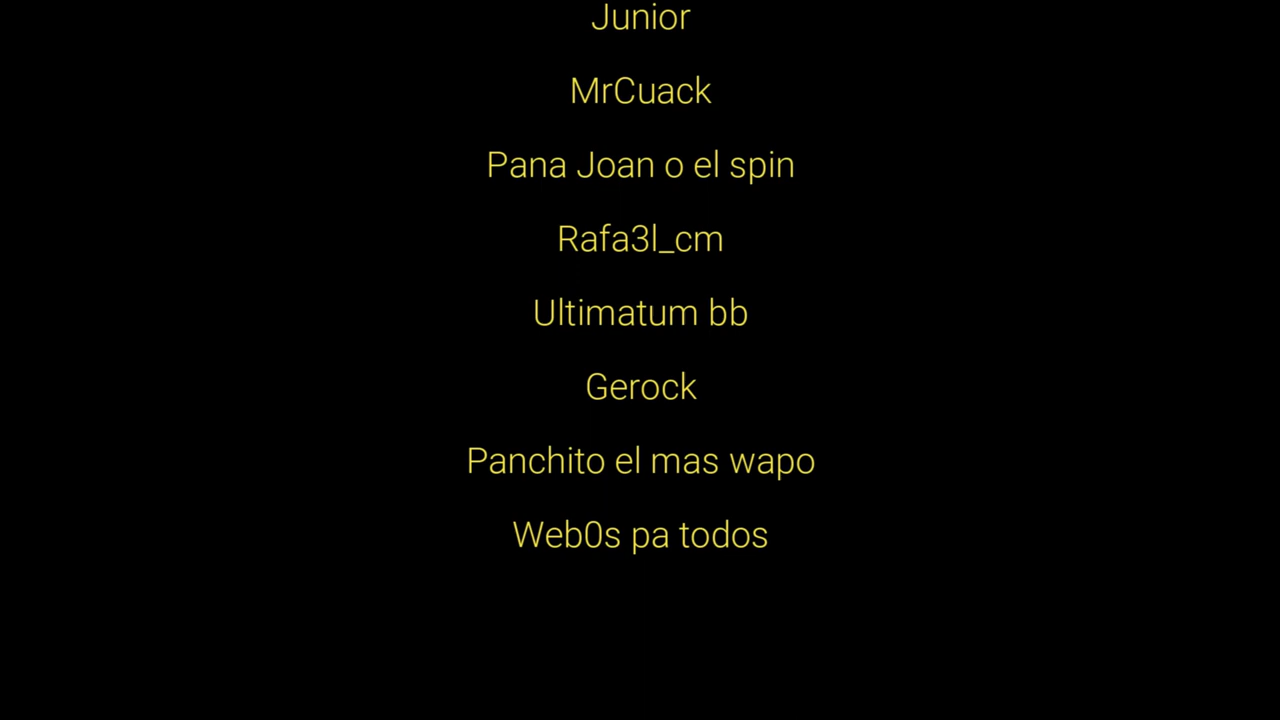 Junior
MrCuack
Pana Joan o el spin
Rafa3l_cm
Ultimatum bb
Gerock
Panchito el mas wapo
Web0s pa todos